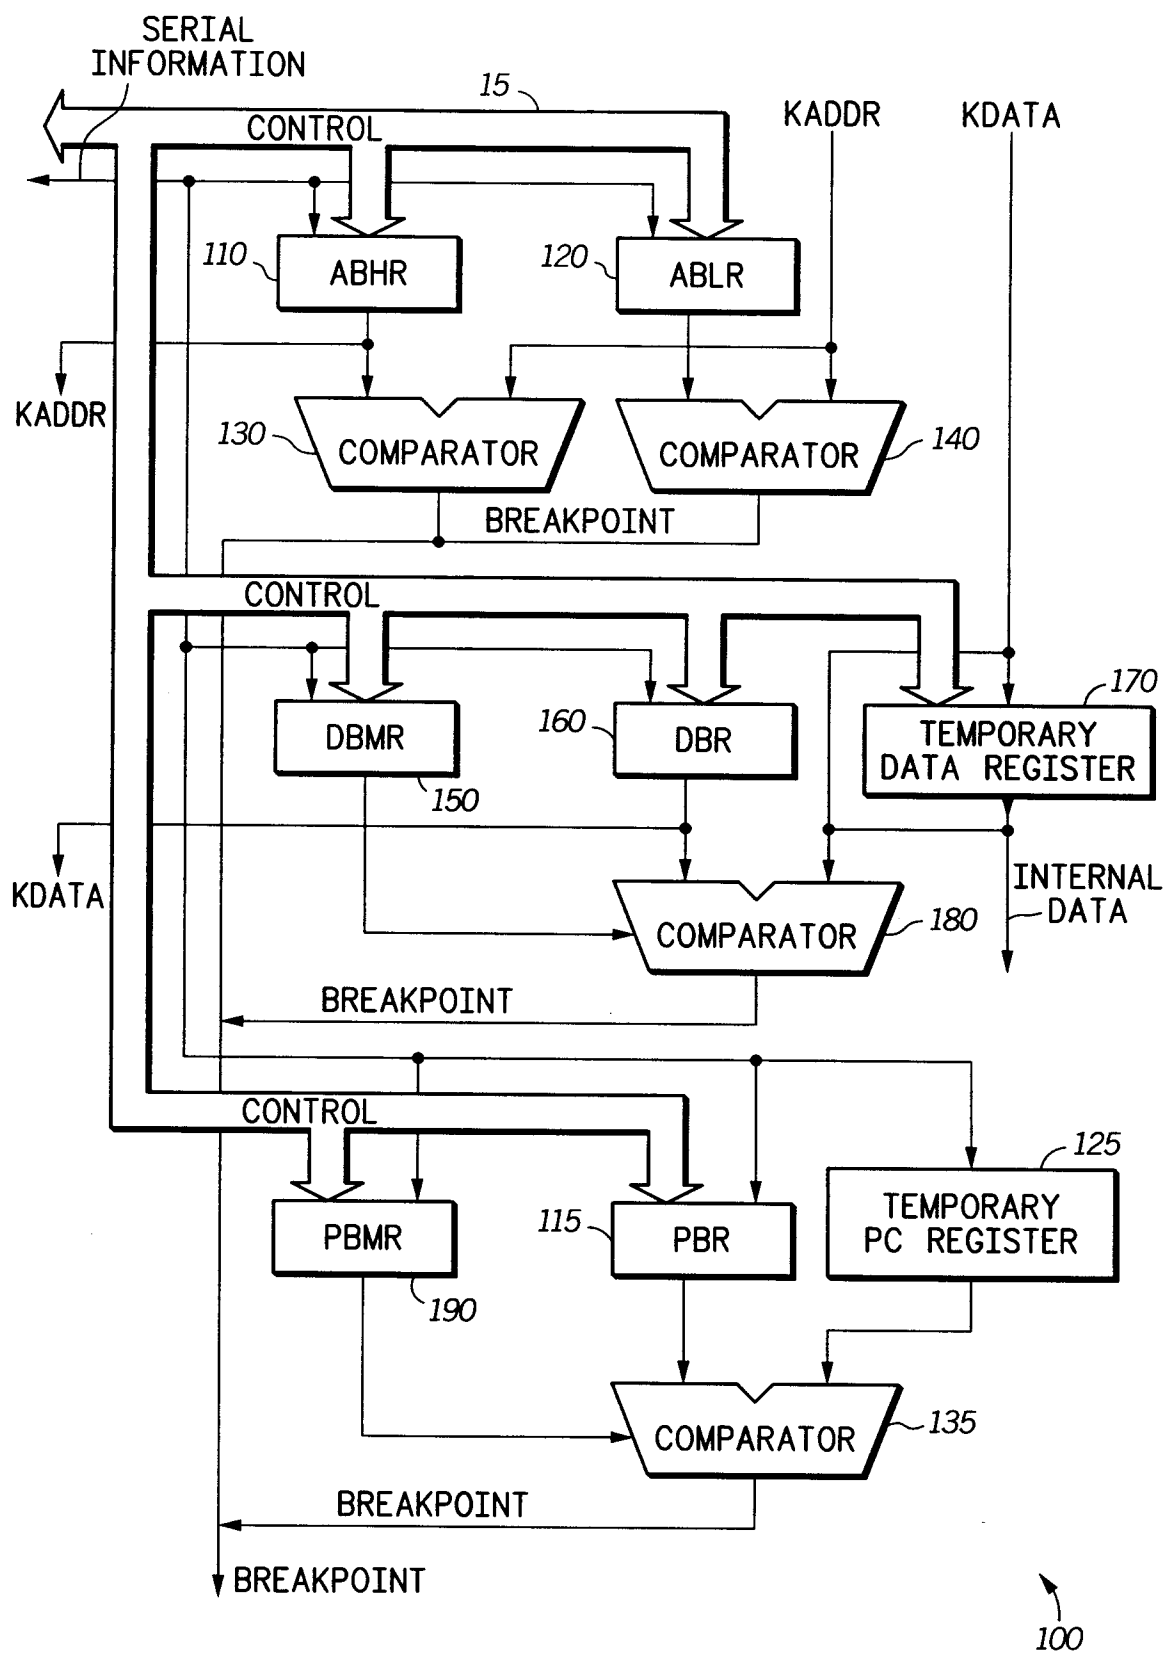 SERIAL
INFORMATION
15
CONTROL
KADDR
KDATA
110
ABHR
120
ABLR
KADDR
130
COMPARATOR
COMPARATOR
140
BREAKPOINT
CONTROL
170
DBMR
150
160
DBR
TEMPORARY
DATA REGISTER
KDATA
INTERNAL
DATA
COMPARATOR
180
BREAKPOINT
CONTROL
125
PBMR
190
115
PBR
TEMPORARY
PC REGISTER
COMPARATOR
135
BREAKPOINT
BREAKPOINT
100